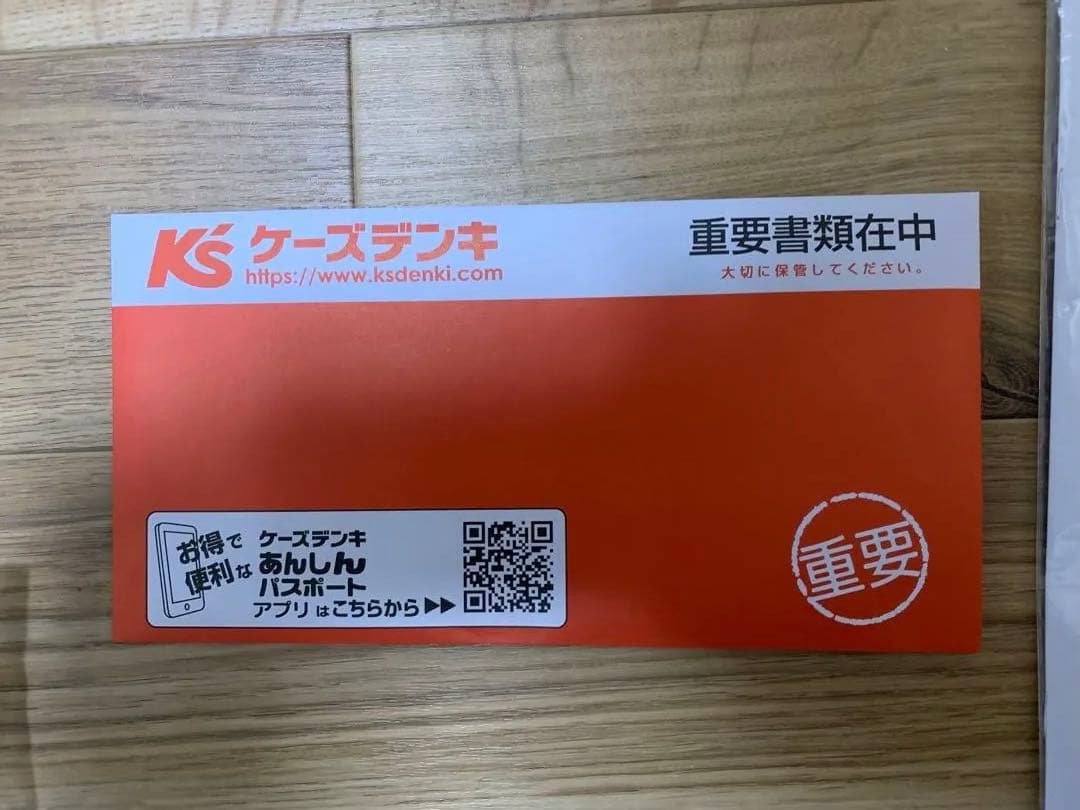 K's ケーズデンキ
https://www.ksdenki.com
重要書類在中
大切に保管してください。
お得で
便利な
ケーズデンキ
あんしん
パスポート
アプリはこちらから▶▶
重要